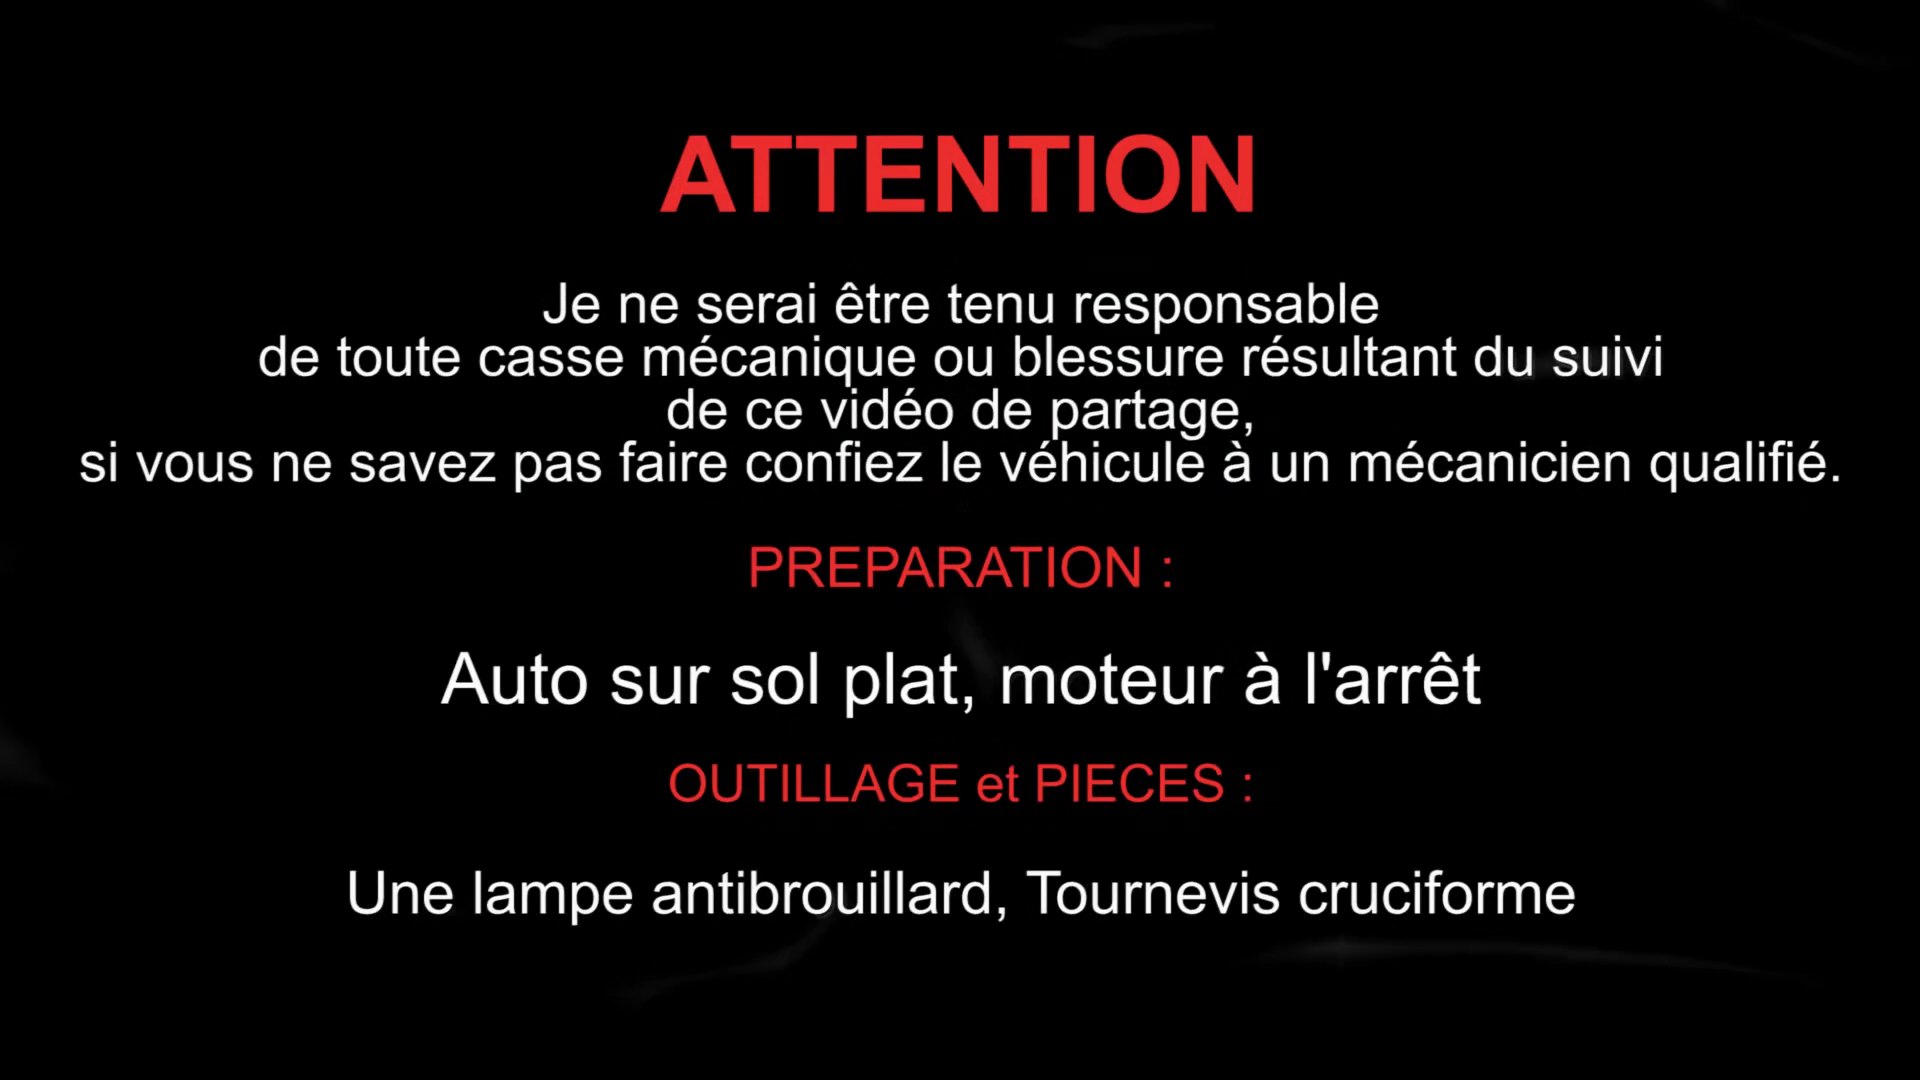 ATTENTION
Je ne serai être tenu responsable
de toute casse mécanique ou blessure résultant du suivi
de ce vidéo de partage,
si vous ne savez pas faire confiez le véhicule à un mécanicien qualifié.
PREPARATION :
Auto sur sol plat, moteur à l'arrêt
OUTILLAGE et PIECES :
Une lampe antibrouillard, Tournevis cruciforme